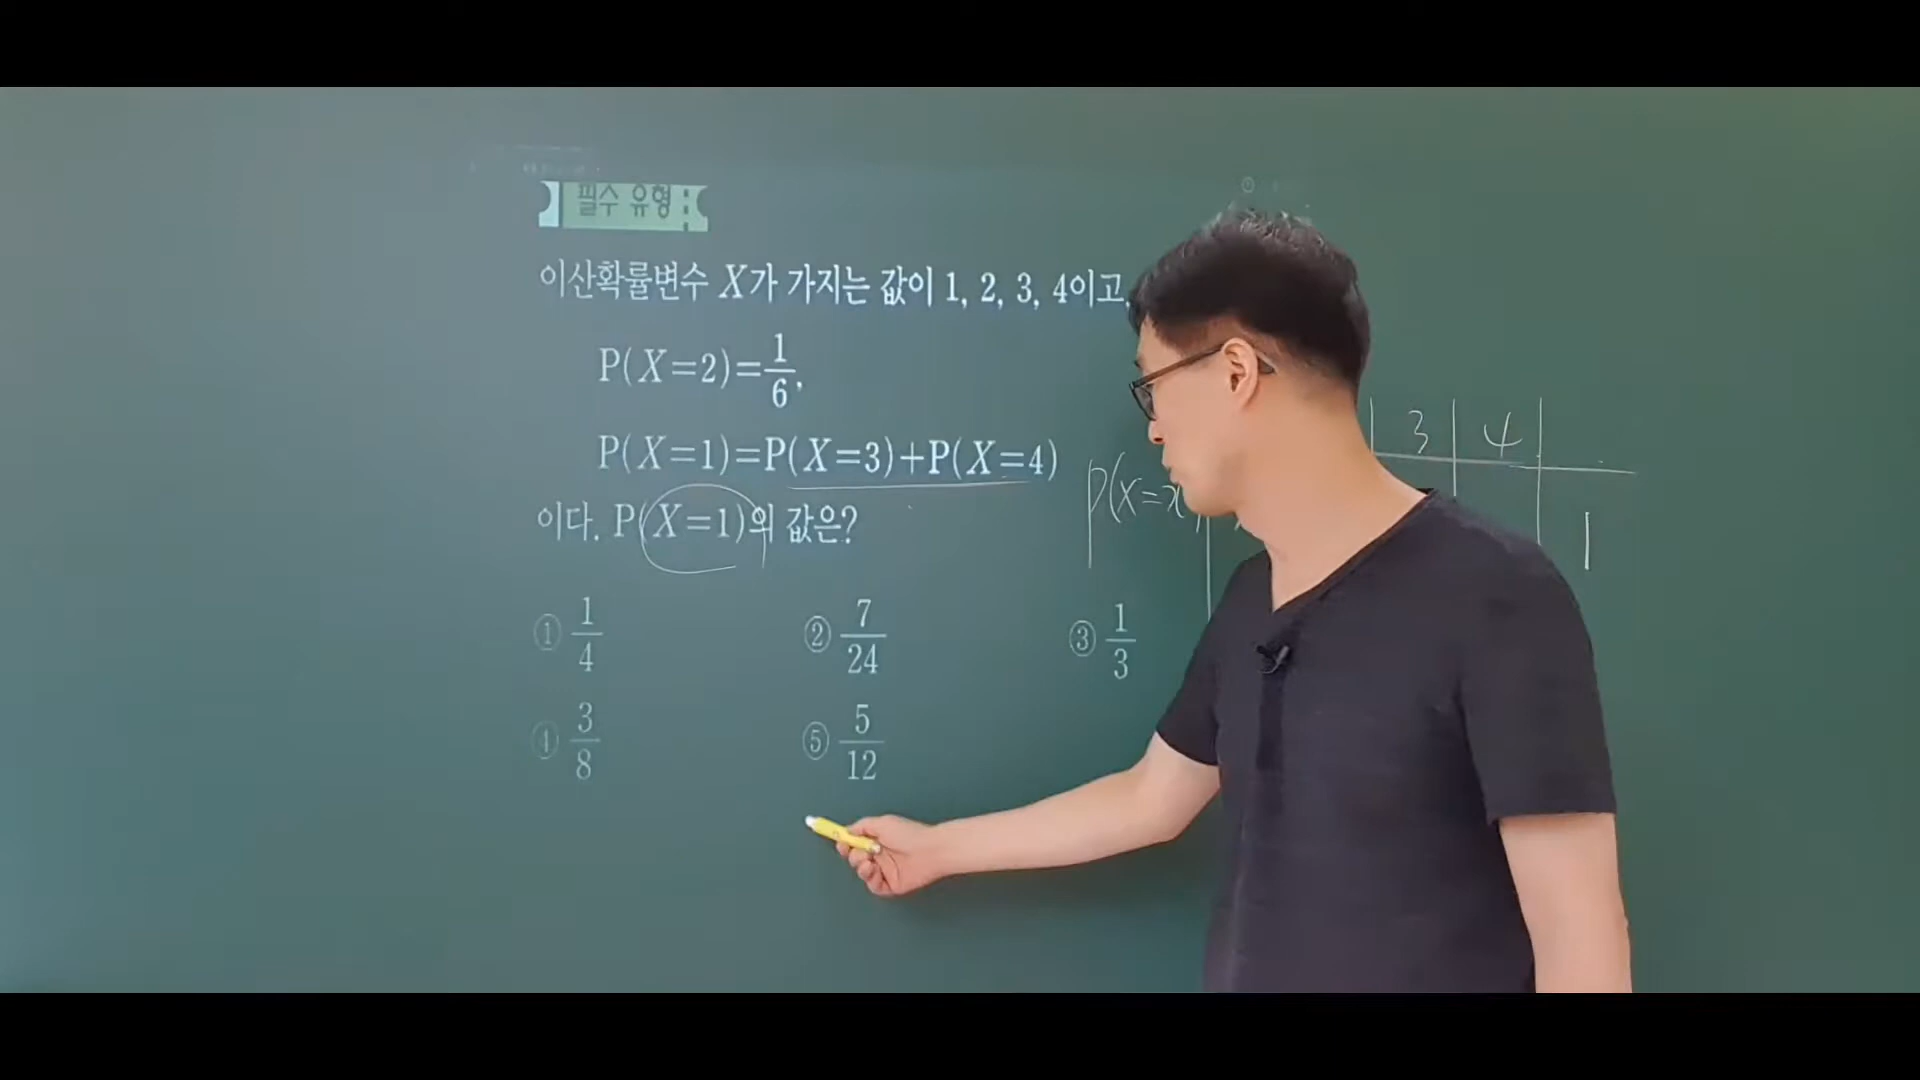 필수 유형
이산확률변수 X가 가지는 값이 1, 2, 3, 4이고,
P(X=2)=1/6,
P(X=1)=P(X=3)+P(X=4)
이다. P(X=1)의 값은?
① 1/4 ② 7/24 ③ 1/3
④ 3/8 ⑤ 5/12
3 4
P(X=x) 1